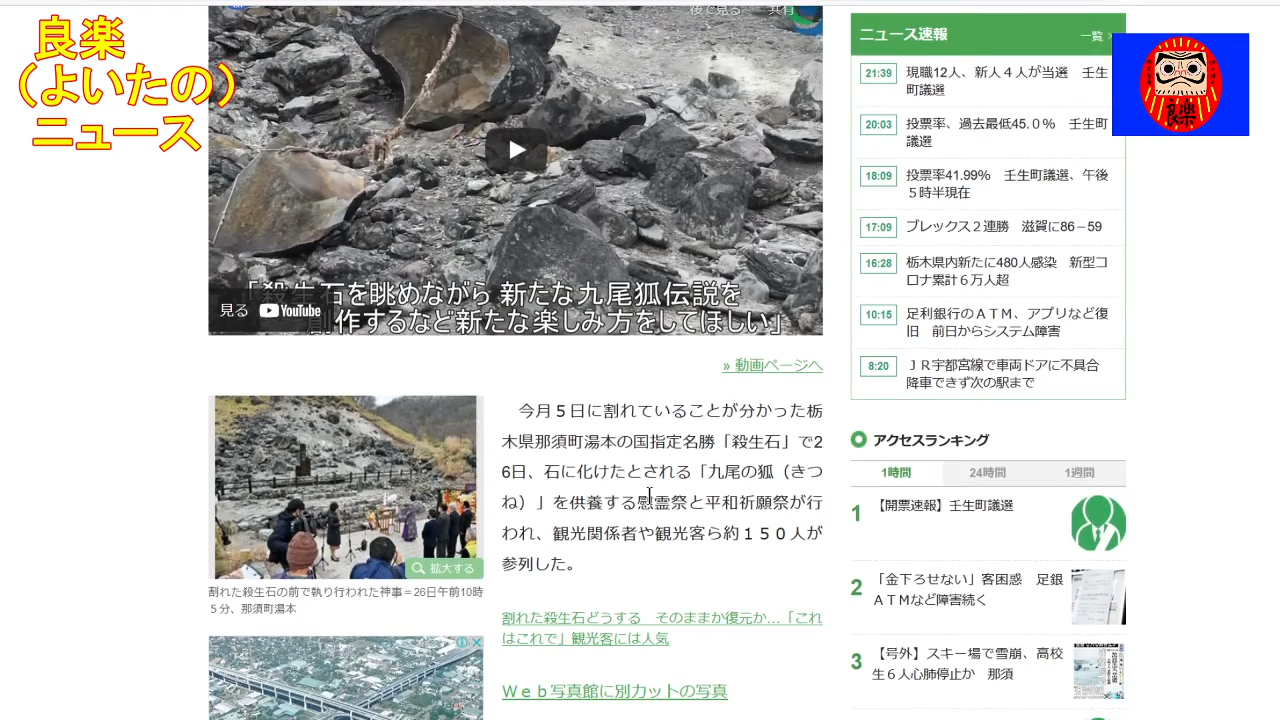 良楽
（よいたの）
ニュース
後で見る
共有
「殺生石を眺めながら 新たな九尾狐伝説を
創作するなど新たな楽しみ方をしてほしい」
見る YouTube
» 動画ページへ
今月５日に割れていることが分かった栃
木県那須町湯本の国指定名勝「殺生石」で2
6日、石に化けたとされる「九尾の狐（きつ
ね）」を供養する慰霊祭と平和祈願祭が行
われ、観光関係者や観光客ら約１５０人が
参列した。
拡大する
割れた殺生石の前で執り行われた神事＝26日午前10時
５分、那須町湯本
割れた殺生石どうする　そのままか復元か…「これ
はこれで」観光客には人気
Ｗｅｂ写真館に別カットの写真
ニュース速報
一覧
21:39 現職12人、新人４人が当選　壬生
町議選
20:03 投票率、過去最低45.０％　壬生町
議選
18:09 投票率41.99%　壬生町議選、午後
５時半現在
17:09 ブレックス２連勝　滋賀に86－59
16:28 栃木県内新たに480人感染　新型コ
ロナ累計６万人超
10:15 足利銀行のＡＴＭ、アプリなど復
旧　前日からシステム障害
8:20 ＪＲ宇都宮線で車両ドアに不具合
降車できず次の駅まで
良楽
アクセスランキング
1時間 24時間 1週間
1 【開票速報】壬生町議選
2 「金下ろせない」客困惑　足銀
ＡＴＭなど障害続く
3 【号外】スキー場で雪崩、高校
生６人心肺停止か　那須